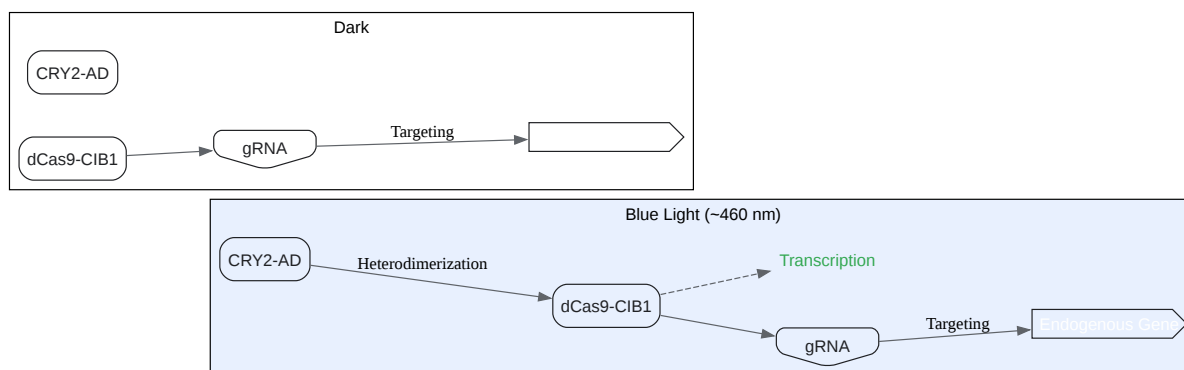 Dark
CRY2-AD
dCas9-CIB1
gRNA
Targeting
Blue Light (~460 nm)
CRY2-AD
Heterodimerization
Transcription
dCas9-CIB1
gRNA
Targeting
Endogenous Gene